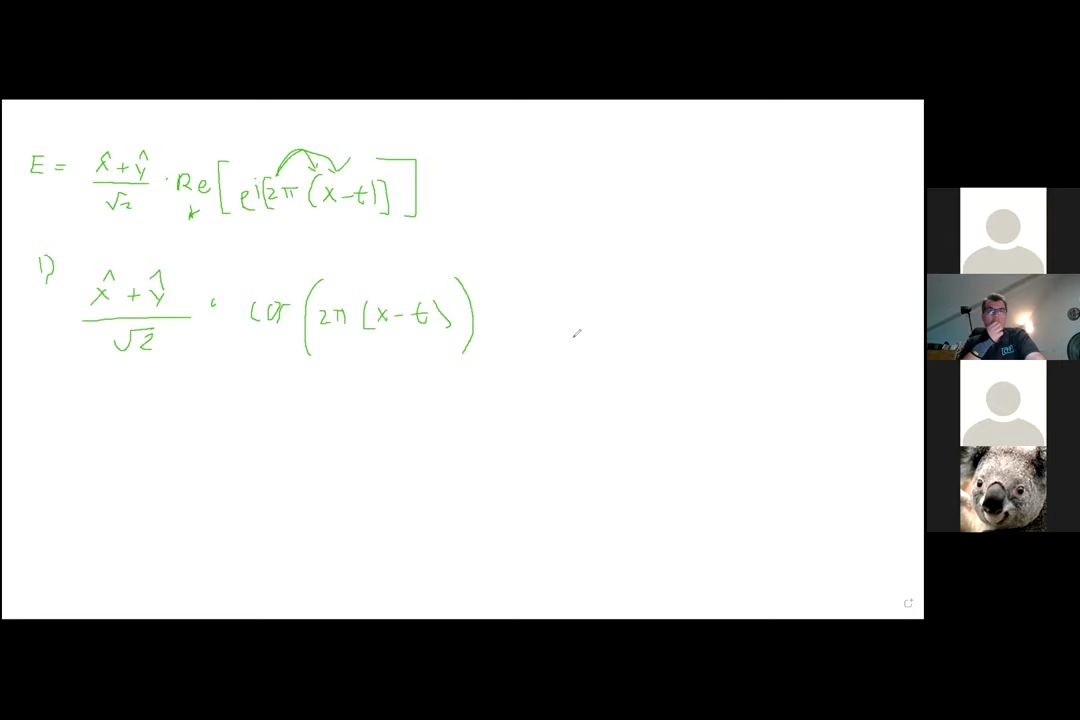 E = x̂ + ŷ / √2 · Re [ e i[2π (x-t)] ]
1) x̂ + ŷ / √2 · cos (2π (x-t))